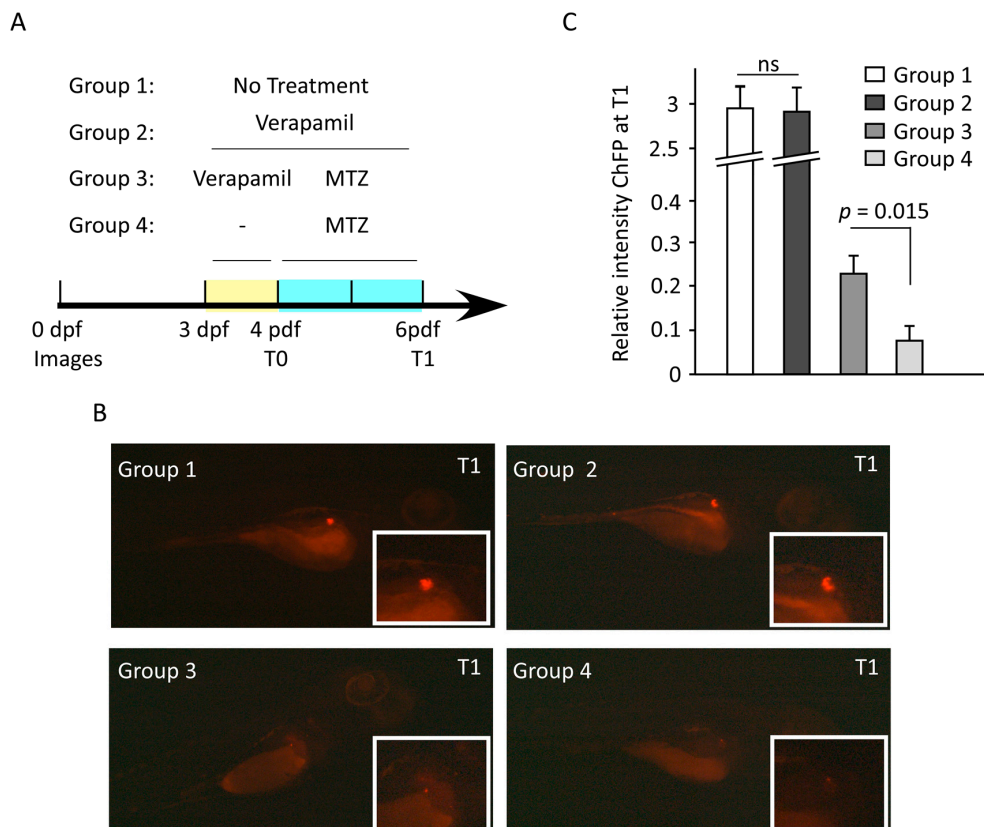 A
Group 1: No Treatment
Group 2: Verapamil
Group 3: Verapamil MTZ
Group 4: - MTZ
0 dpf 3 dpf 4 pdf 6pdf
Images T0 T1
C
Relative intensity ChFP at T1
ns
3
2.5
0.4
0.3
0.2
0.1
0
p = 0.015
Group 1
Group 2
Group 3
Group 4
B
Group 1 T1
Group 2 T1
Group 3 T1
Group 4 T1